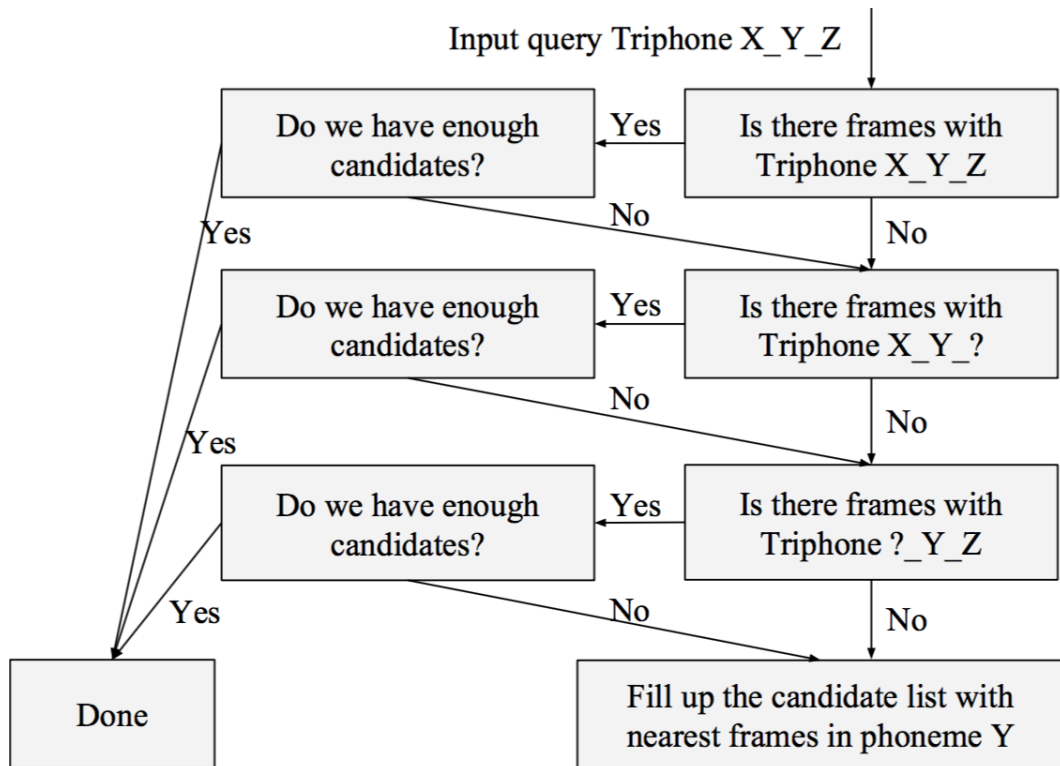 Input query Triphone X_Y_Z
Do we have enough
candidates?
Yes
Is there frames with
Triphone X_Y_Z
Yes
No
No
Do we have enough
candidates?
Yes
Is there frames with
Triphone X_Y_?
Yes
No
No
Do we have enough
candidates?
Yes
Is there frames with
Triphone ?_Y_Z
Yes
No
No
Done
Fill up the candidate list with
nearest frames in phoneme Y